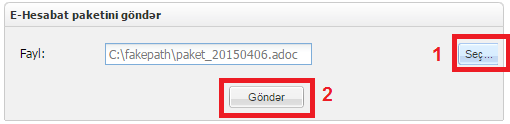 E-Hesabat paketini göndər
Fayl: C:\fakepath\paket_20150406.adoc 1 Seç...
Göndər 2